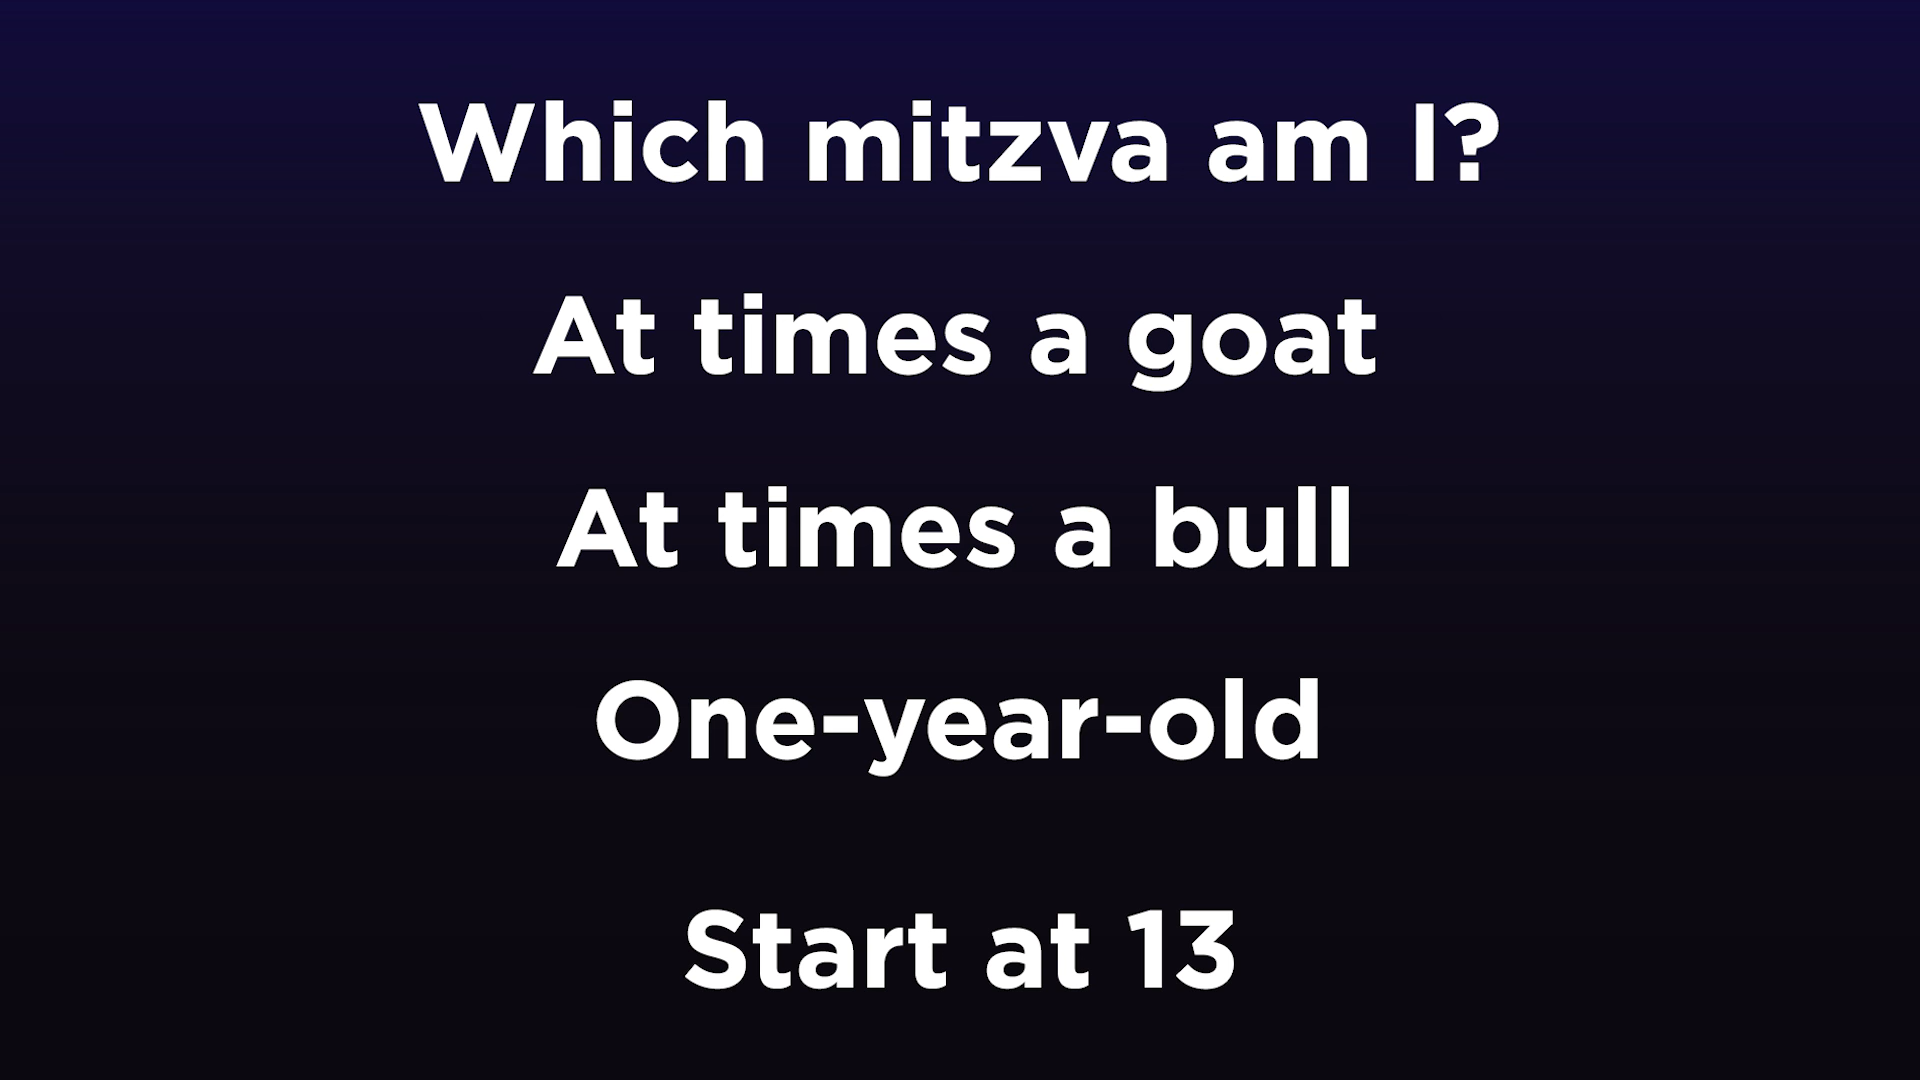 Which mitzva am I?
At times a goat
At times a bull
One-year-old
Start at 13